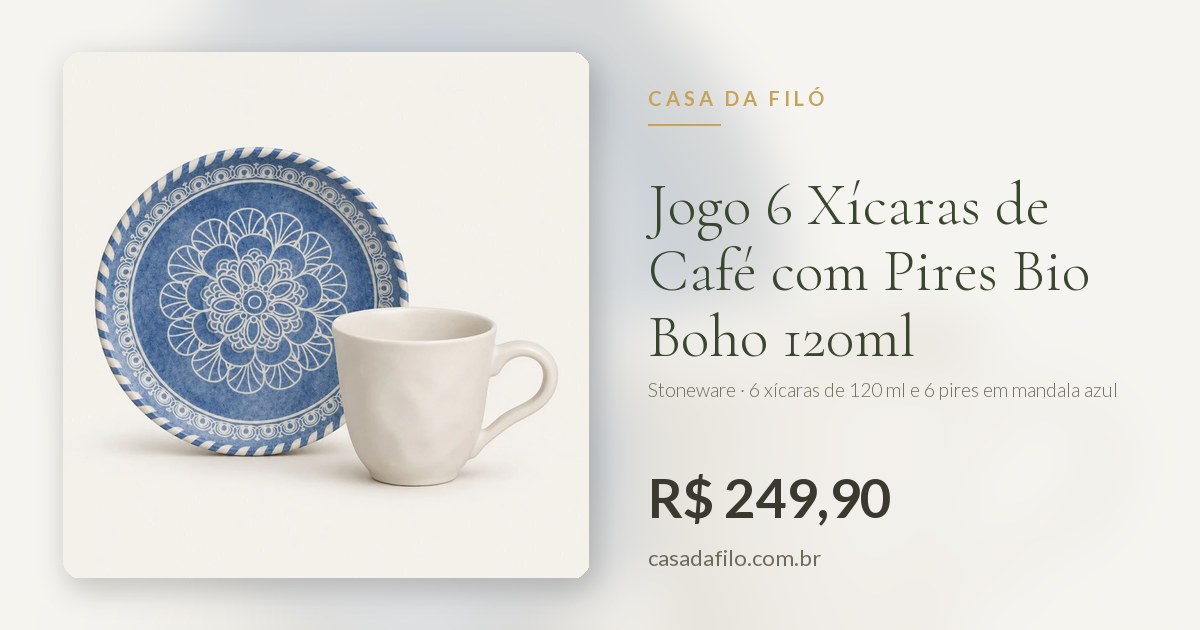 CASA DA FILÓ
Jogo 6 Xícaras de
Café com Pires Bio
Boho 120ml
Stoneware · 6 xícaras de 120 ml e 6 pires em mandala azul
R$ 249,90
casadafilo.com.br